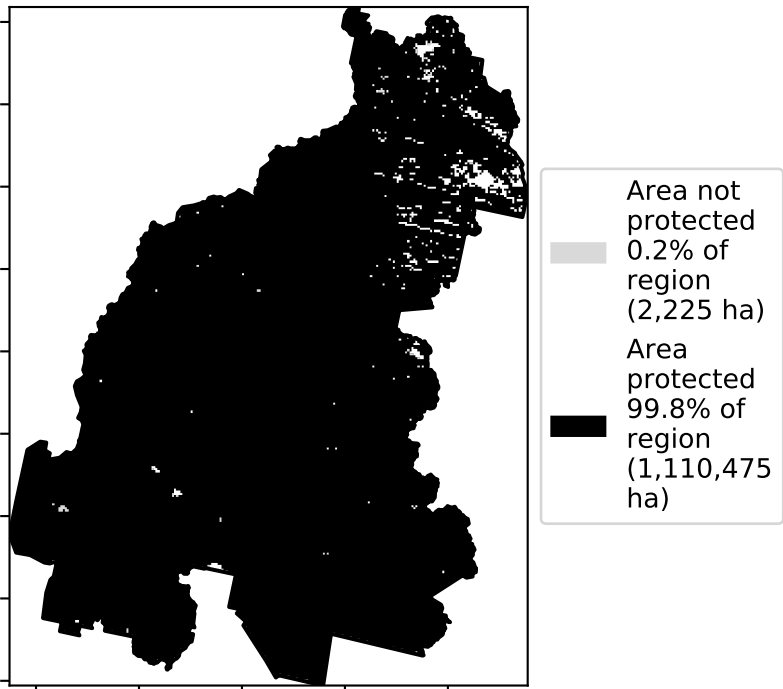 Area not
protected
0.2% of
region
(2,225 ha)
Area
protected
99.8% of
region
(1,110,475
ha)